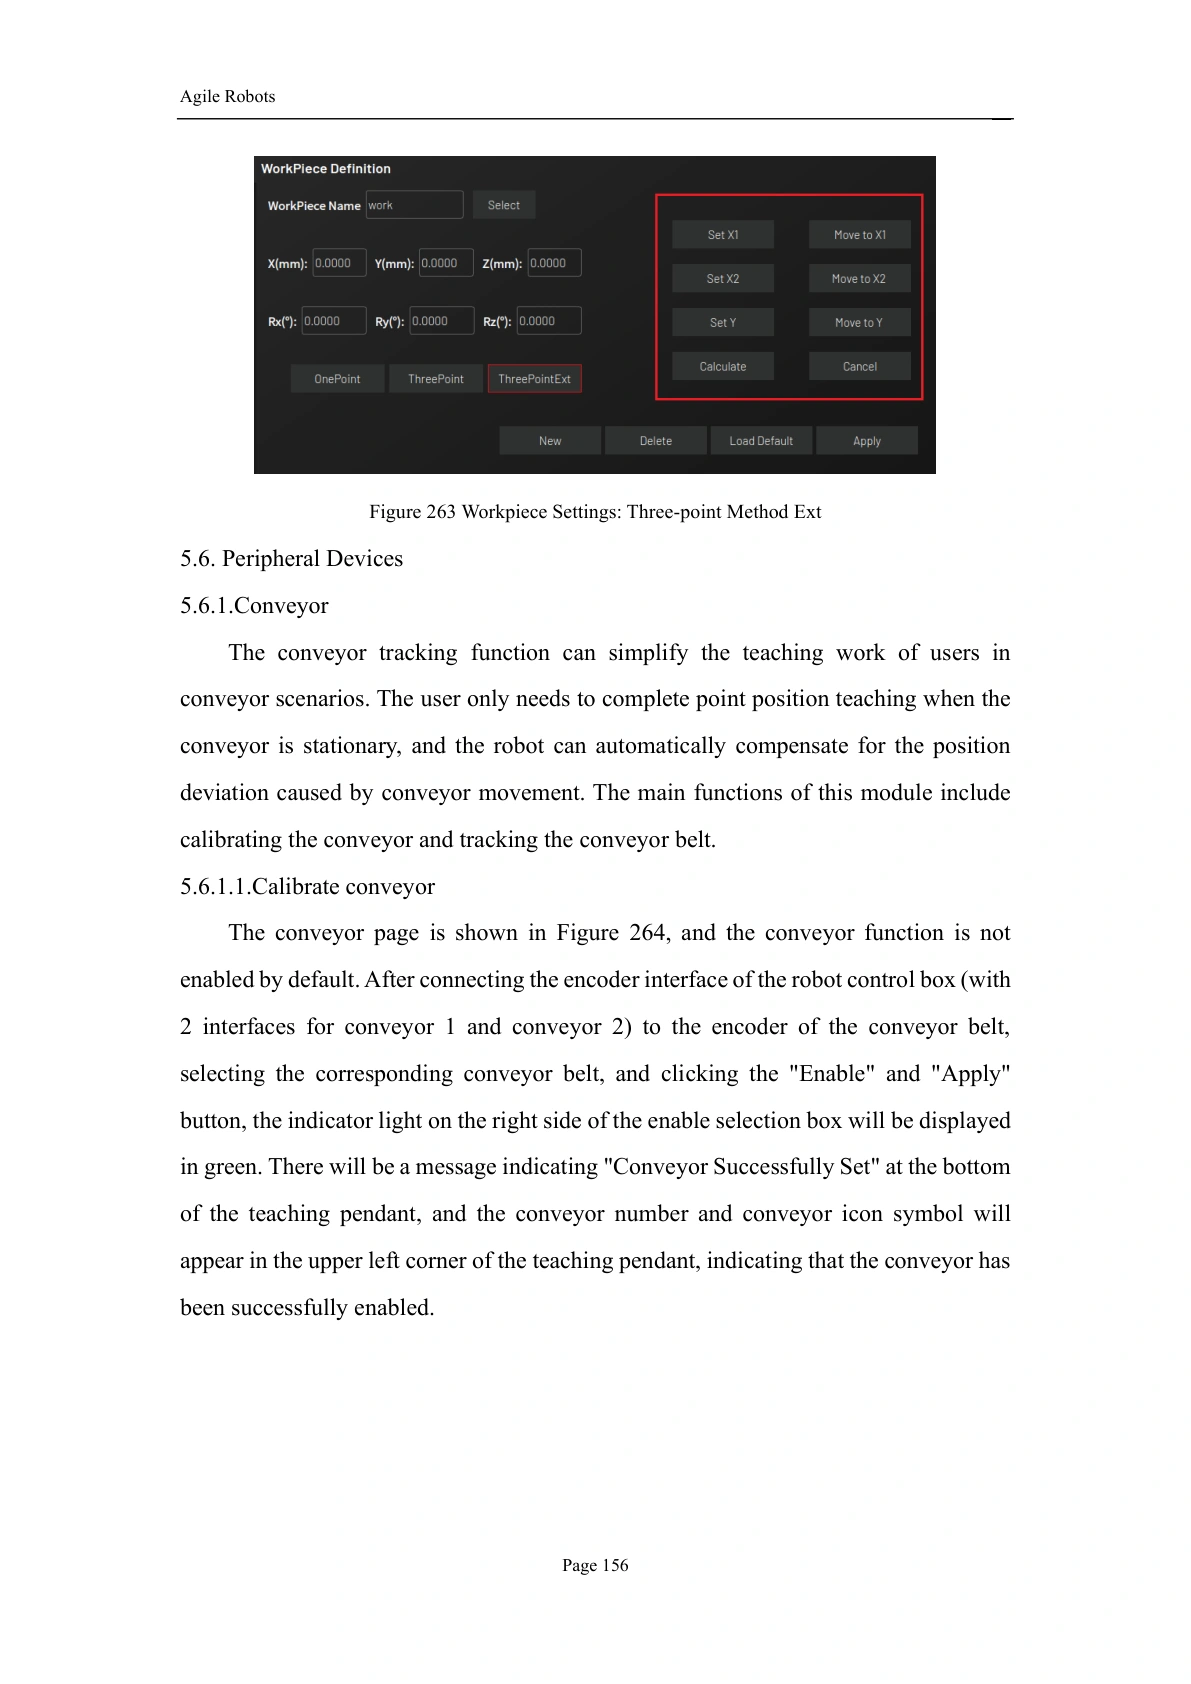 Agile Robots
WorkPiece Definition
WorkPiece Name work Select
X(mm): 0.0000 Y(mm): 0.0000 Z(mm): 0.0000
Rx(°): 0.0000 Ry(°): 0.0000 Rz(°): 0.0000
OnePoint ThreePoint ThreePointExt
Set X1 Move to X1
Set X2 Move to X2
Set Y Move to Y
Calculate Cancel
New Delete Load Default Apply
Figure 263 Workpiece Settings: Three-point Method Ext
5.6. Peripheral Devices
5.6.1.Conveyor
The conveyor tracking function can simplify the teaching work of users in
conveyor scenarios. The user only needs to complete point position teaching when the
conveyor is stationary, and the robot can automatically compensate for the position
deviation caused by conveyor movement. The main functions of this module include
calibrating the conveyor and tracking the conveyor belt.
5.6.1.1.Calibrate conveyor
The conveyor page is shown in Figure 264, and the conveyor function is not
enabled by default. After connecting the encoder interface of the robot control box (with
2 interfaces for conveyor 1 and conveyor 2) to the encoder of the conveyor belt,
selecting the corresponding conveyor belt, and clicking the "Enable" and "Apply"
button, the indicator light on the right side of the enable selection box will be displayed
in green. There will be a message indicating "Conveyor Successfully Set" at the bottom
of the teaching pendant, and the conveyor number and conveyor icon symbol will
appear in the upper left corner of the teaching pendant, indicating that the conveyor has
been successfully enabled.
Page 156